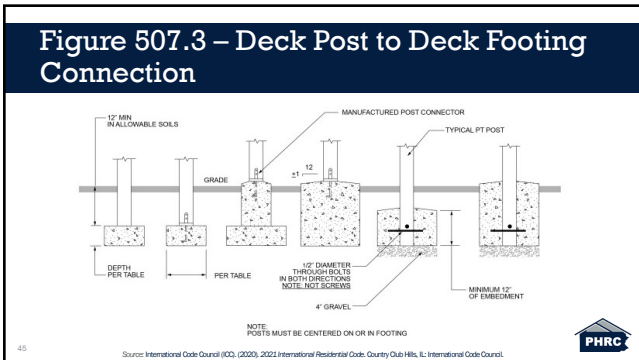 Figure 507.3 – Deck Post to Deck Footing
Connection
12" MIN
IN ALLOWABLE SOILS
MANUFACTURED POST CONNECTOR
TYPICAL PT POST
GRADE
12
±1
DEPTH
PER TABLE
PER TABLE
1/2" DIAMETER
THROUGH BOLTS
IN BOTH DIRECTIONS
NOTE: NOT SCREWS
4" GRAVEL
MINIMUM 12"
OF EMBEDMENT
NOTE:
POSTS MUST BE CENTERED ON OR IN FOOTING
45
Source: International Code Council (ICC). (2020). 2021 International Residential Code. Country Club Hills, IL: International Code Council.
PHRC